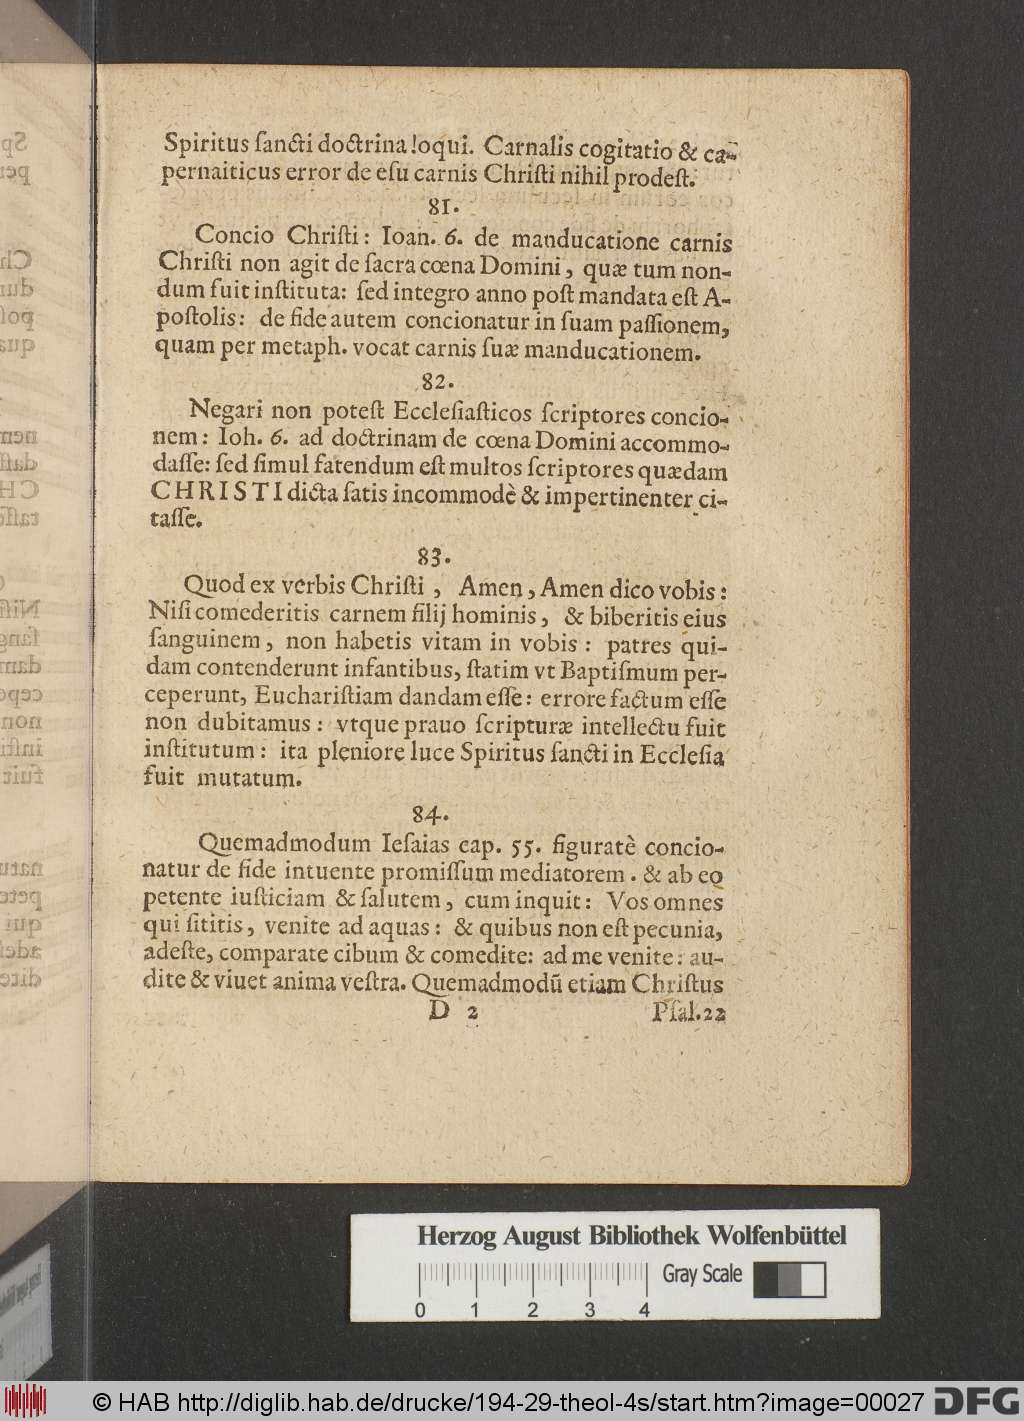 Spiritus ſancti doctrina loqui. Carnalis cogitatio & ca-
pernaiticus error de eſu carnis Chriſti nihil prodeſt.
81.
Concio Chriſti: Ioan. 6. de manducatione carnis
Chriſti non agit de ſacra cœna Domini, quæ tum non-
dum fuit inſtituta: ſed integro anno poſt mandata eſt A-
poſtolis: de fide autem concionatur in ſuam paſſionem,
quam per metaph. vocat carnis ſuæ manducationem.
82.
Negari non poteſt Eccleſiaſticos ſcriptores concio-
nem: Ioh. 6. ad doctrinam de cœna Domini accommo-
daſſe: ſed ſimul fatendum eſt multos ſcriptores quædam
CHRISTI dicta ſatis incommodè & impertinenter ci-
taſſe.
83.
Quod ex verbis Chriſti, Amen, Amen dico vobis:
Niſi comederitis carnem filij hominis, & biberitis eius
ſanguinem, non habetis vitam in vobis: patres qui-
dam contenderunt infantibus, ſtatim vt Baptiſmum per-
ceperunt, Euchariſtiam dandam eſſe: errore factum eſſe
non dubitamus: vtque prauo ſcripturæ intellectu fuit
inſtitutum: ita pleniore luce Spiritus ſancti in Eccleſia
fuit mutatum.
84.
Quemadmodum Ieſaias cap. 55. figuratè concio-
natur de fide intuente promiſſum mediatorem. & ab eo
petente iuſticiam & ſalutem, cum inquit: Vos omnes
qui ſititis, venite ad aquas: & quibus non eſt pecunia,
adeſte, comparate cibum & comedite: ad me venite: au-
dite & viuet anima veſtra. Quemadmodū etiam Chriſtus
D 2 Pſal. 22
Herzog August Bibliothek Wolfenbüttel
Gray Scale
0 1 2 3 4
© HAB http://diglib.hab.de/drucke/194-29-theol-4s/start.htm?image=00027
DFG